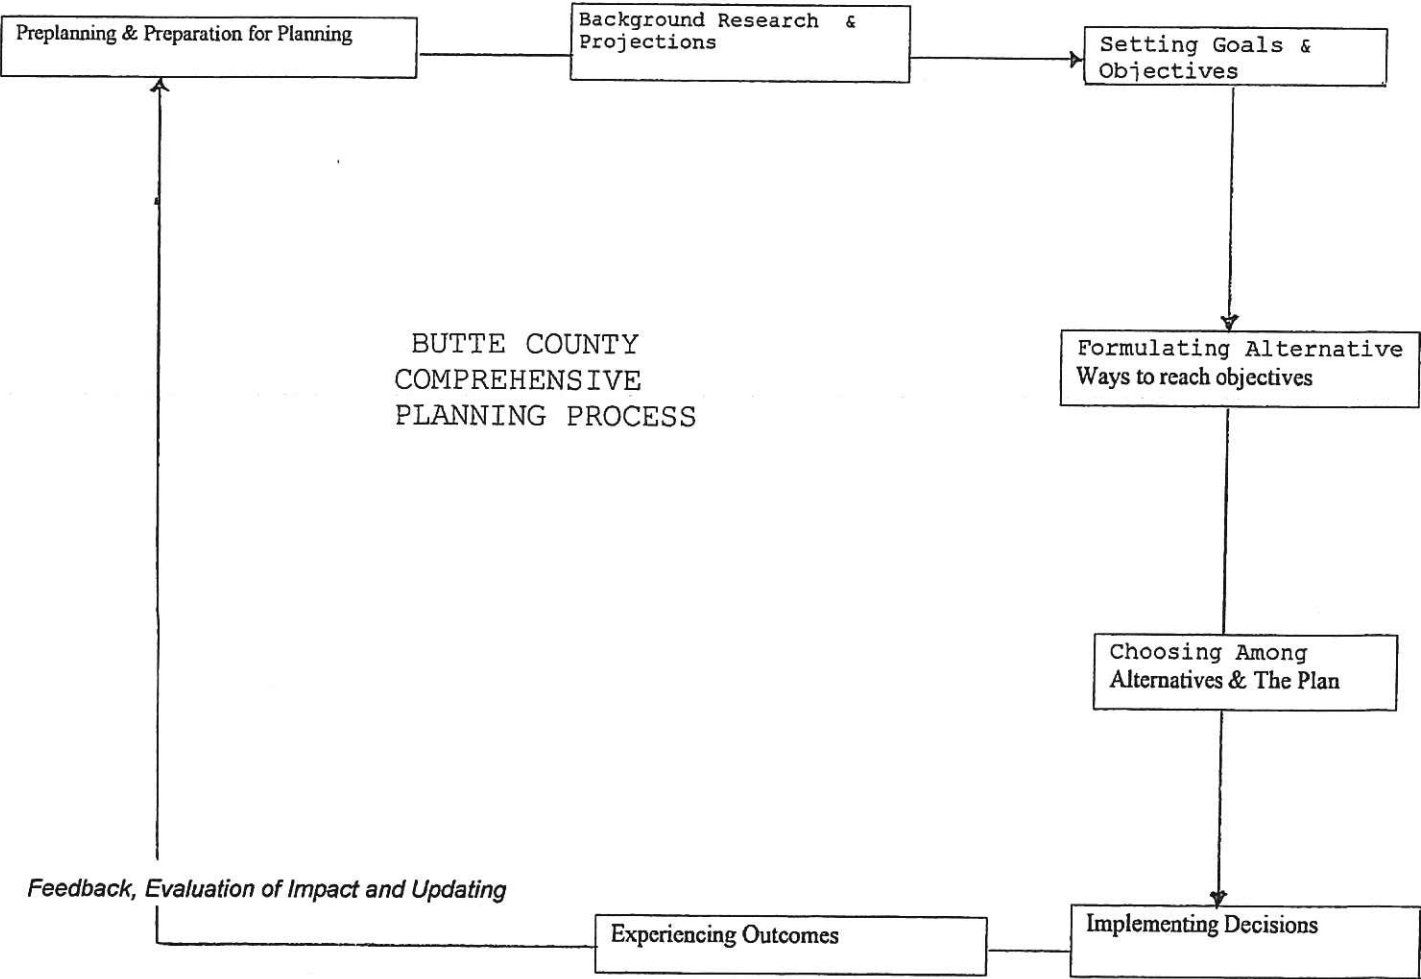 Preplanning & Preparation for Planning
Background Research &
Projections
Setting Goals &
Objectives
BUTTE COUNTY
COMPREHENSIVE
PLANNING PROCESS
Formulating Alternative
Ways to reach objectives
Choosing Among
Alternatives & The Plan
Feedback, Evaluation of Impact and Updating
Experiencing Outcomes
Implementing Decisions